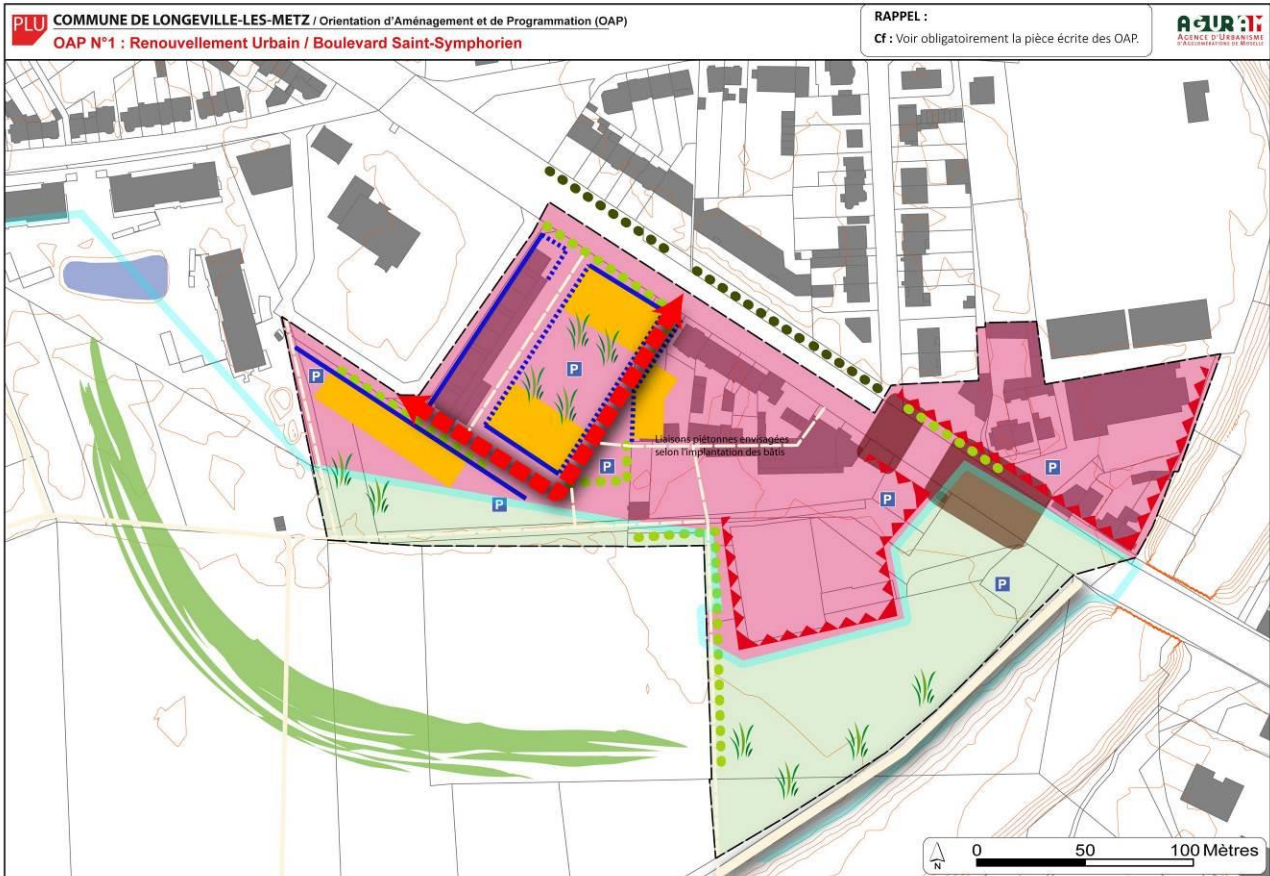 PLU
COMMUNE DE LONGEVILLE-LES-METZ / Orientation d'Aménagement et de Programmation (OAP)
OAP N°1 : Renouvellement Urbain / Boulevard Saint-Symphorien
RAPPEL :
Cf : Voir obligatoirement la pièce écrite des OAP.
AGURAM
AGENCE D'URBANISME
D'AGGLOMÉRATIONS DE MOSELLE
P
P
Liaisons piétonnes envisagées
selon l'implantation des bâtis
P
P
P
P
P
N
0 50 100 Mètres